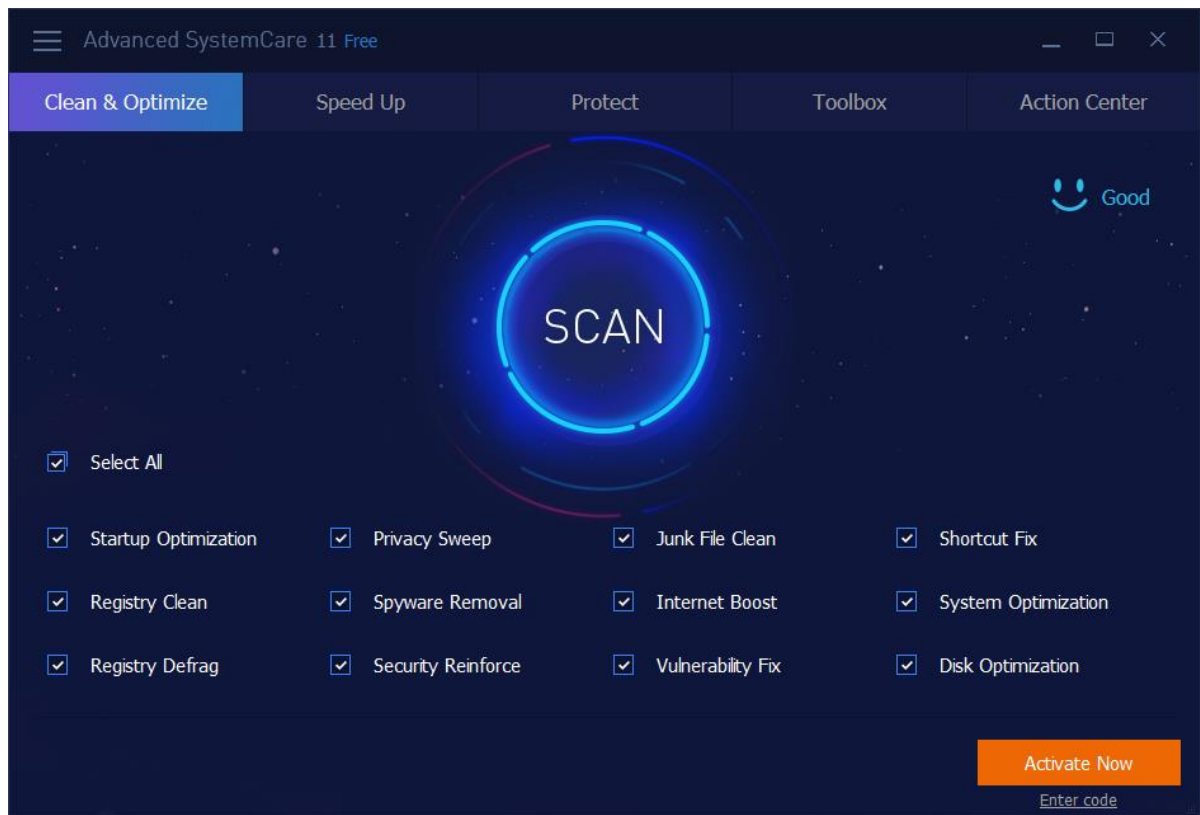 Advanced SystemCare 11 Free
Clean & Optimize Speed Up Protect Toolbox Action Center
Good
SCAN
Select All
Startup Optimization Privacy Sweep Junk File Clean Shortcut Fix
Registry Clean Spyware Removal Internet Boost System Optimization
Registry Defrag Security Reinforce Vulnerability Fix Disk Optimization
Activate Now
Enter code